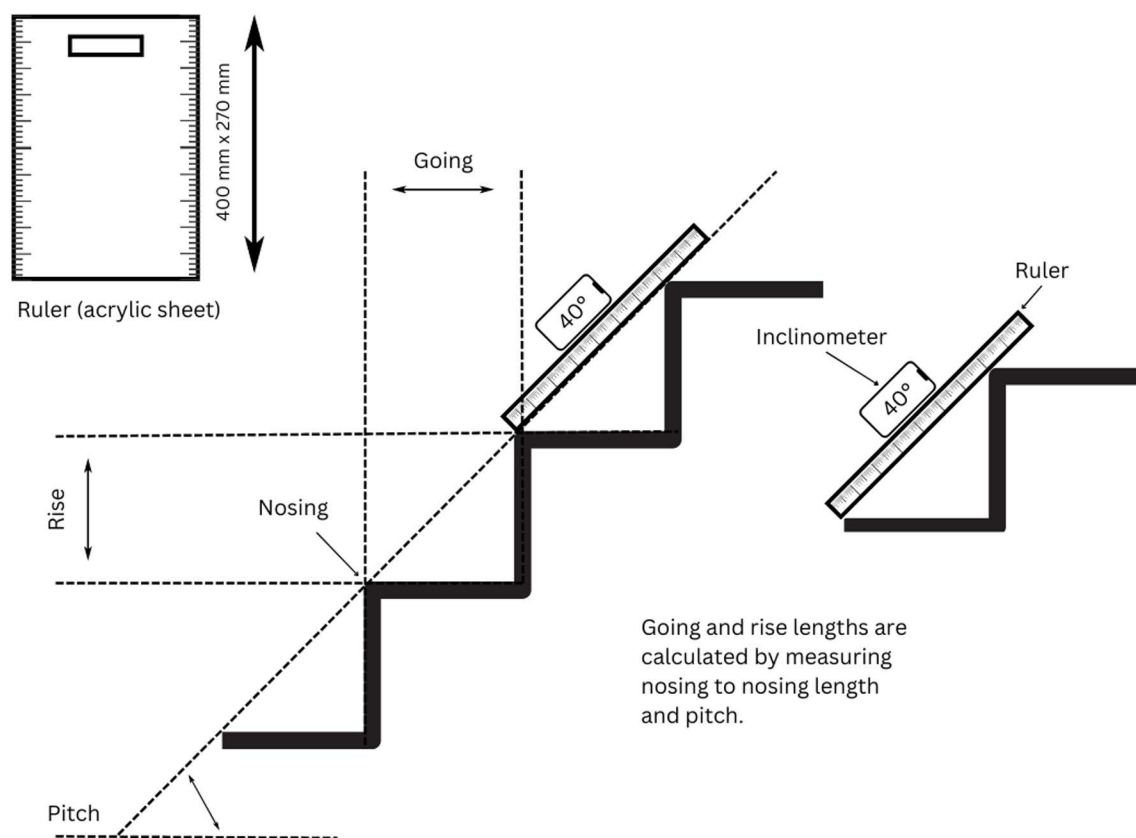 400 mm x 270 mm
Ruler (acrylic sheet)
Going
40°
Ruler
Inclinometer
40°
Rise
Nosing
Going and rise lengths are
calculated by measuring
nosing to nosing length
and pitch.
Pitch